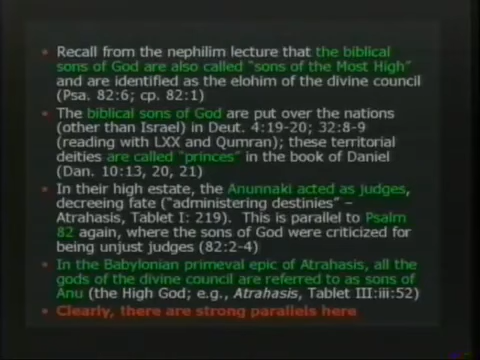 • Recall from the nephilim lecture that the biblical
sons of God are also called "sons of the Most High"
and are identified as the elohim of the divine council
(Psa. 82:6; cp. 82:1)
• The biblical sons of God are put over the nations
(other than Israel) in Deut. 4:19-20; 32:8-9
(reading with LXX and Qumran); these territorial
deities are called "princes" in the book of Daniel
(Dan. 10:13, 20, 21)
• In their high estate, the Anunnaki acted as judges,
decreeing fate ("administering destinies" –
Atrahasis, Tablet I: 219). This is parallel to Psalm
82 again, where the sons of God were criticized for
being unjust judges (82:2-4)
• In the Babylonian primeval epic of Atrahasis, all the
gods of the divine council are referred to as sons of
Anu (the High God; e.g., Atrahasis, Tablet III:iii:52)
• Clearly, there are strong parallels here